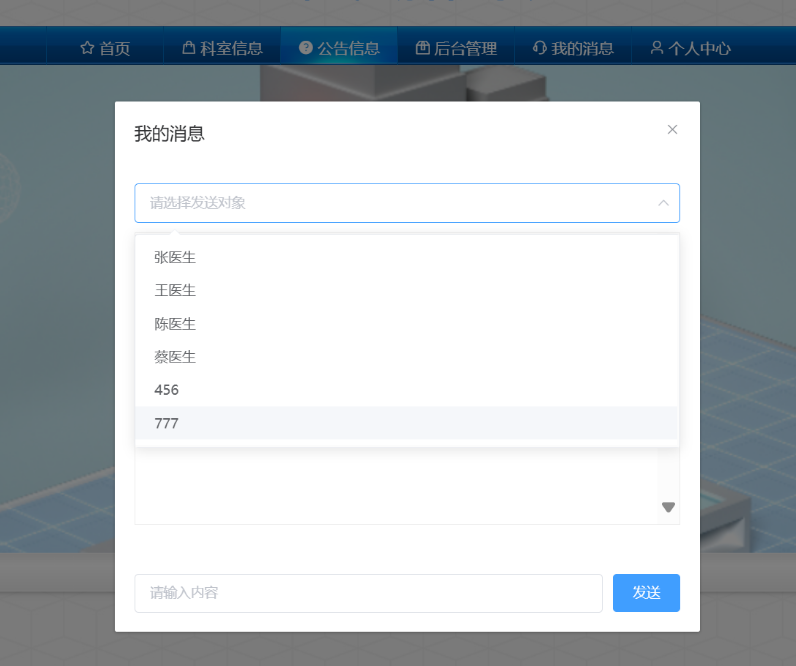 首页 科室信息 公告信息 后台管理 我的消息 个人中心
我的消息
请选择发送对象
张医生
王医生
陈医生
蔡医生
456
777
请输入内容 发送